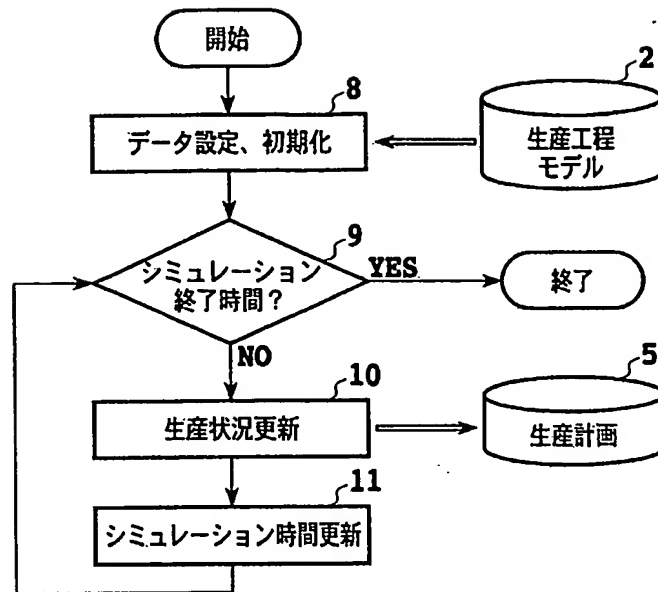 開始
8
データ設定、初期化
2
生産工程
モデル
9
シミュレーション
終了時間？
YES
終了
NO
10
生産状況更新
5
生産計画
11
シミュレーション時間更新